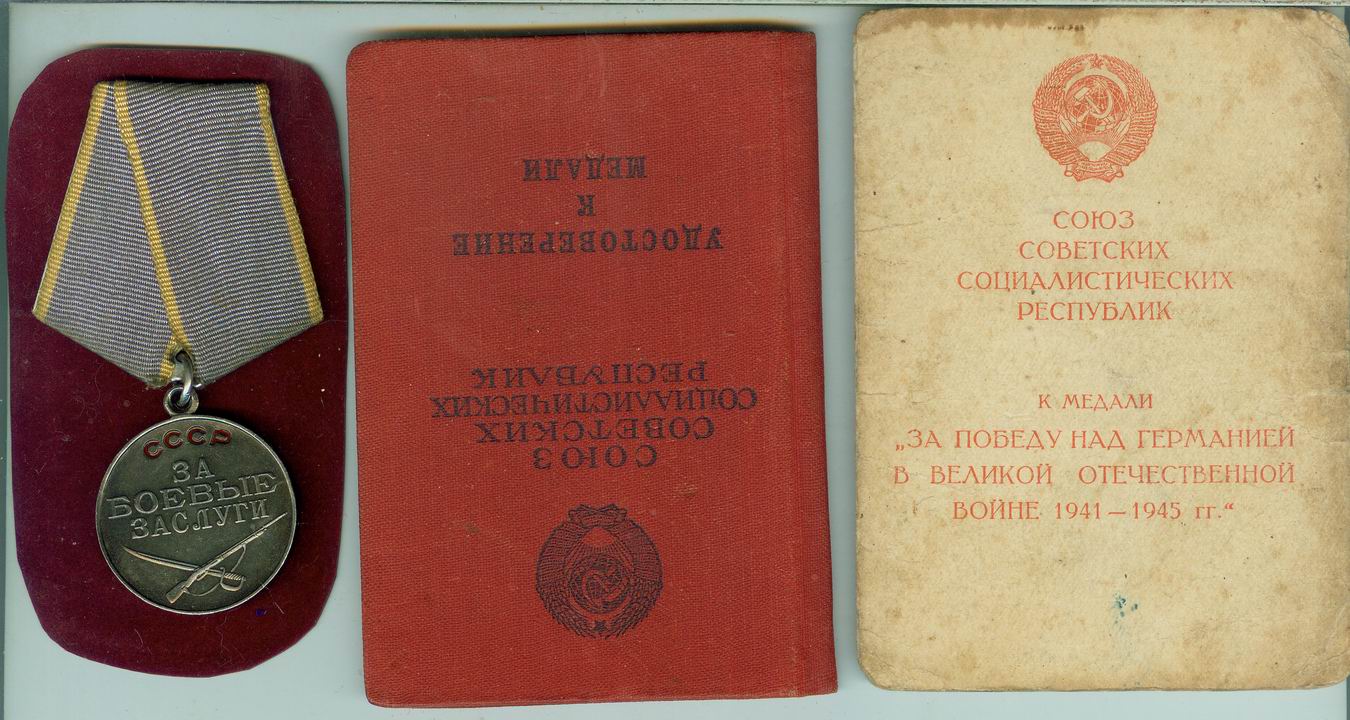 СССР
ЗА
БОЕВЫЕ
ЗАСЛУГИ
СОЮЗ
СОВЕТСКИХ
СОЦИАЛИСТИЧЕСКИХ
РЕСПУБЛИК
УДОСТОВЕРЕНИЕ
К
МЕДАЛИ
СОЮЗ
СОВЕТСКИХ
СОЦИАЛИСТИЧЕСКИХ
РЕСПУБЛИК
К МЕДАЛИ
„ЗА ПОБЕДУ НАД ГЕРМАНИЕЙ
В ВЕЛИКОЙ ОТЕЧЕСТВЕННОЙ
ВОЙНЕ 1941—1945 гг.“